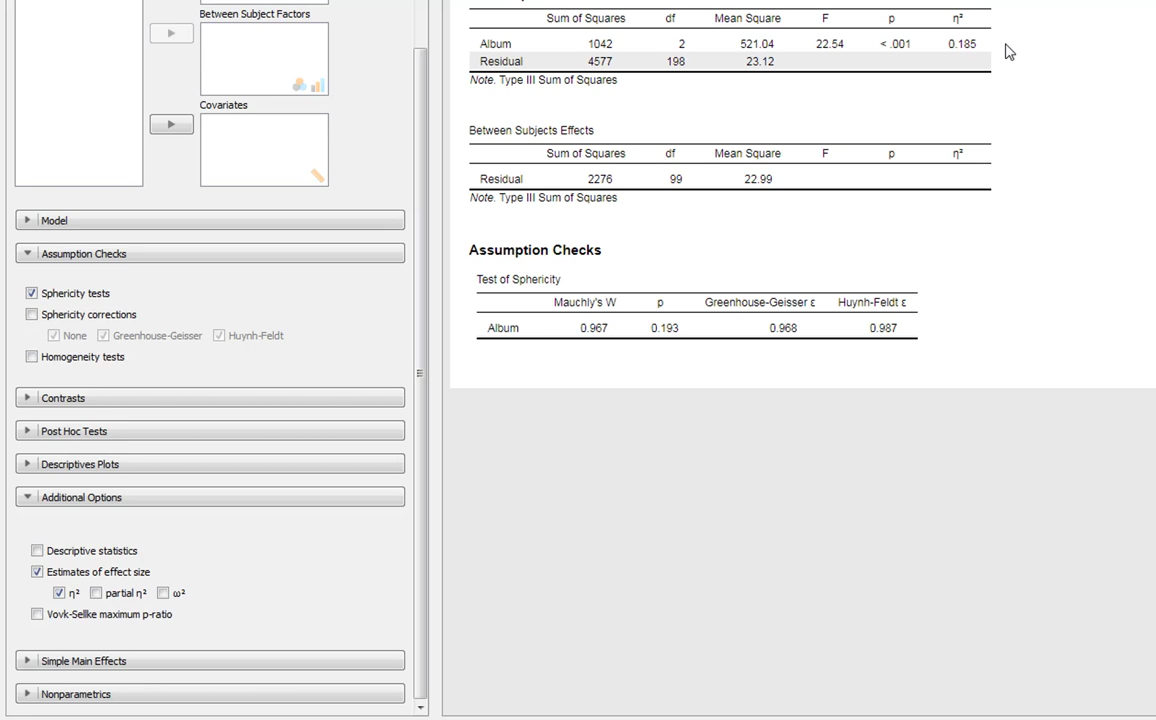 Between Subject Factors
Covariates
Model
Assumption Checks
Sphericity tests
Sphericity corrections
None Greenhouse-Geisser Huynh-Feldt
Homogeneity tests
Contrasts
Post Hoc Tests
Descriptives Plots
Additional Options
Descriptive statistics
Estimates of effect size
η² partial η² ω²
Vovk-Sellke maximum p-ratio
Simple Main Effects
Nonparametrics
Sum of Squares df Mean Square F p η²
Album 1042 2 521.04 22.54 < .001 0.185
Residual 4577 198 23.12
Note. Type III Sum of Squares
Between Subjects Effects
Sum of Squares df Mean Square F p η²
Residual 2276 99 22.99
Note. Type III Sum of Squares
Assumption Checks
Test of Sphericity
Mauchly's W p Greenhouse-Geisser ε Huynh-Feldt ε
Album 0.967 0.193 0.968 0.987